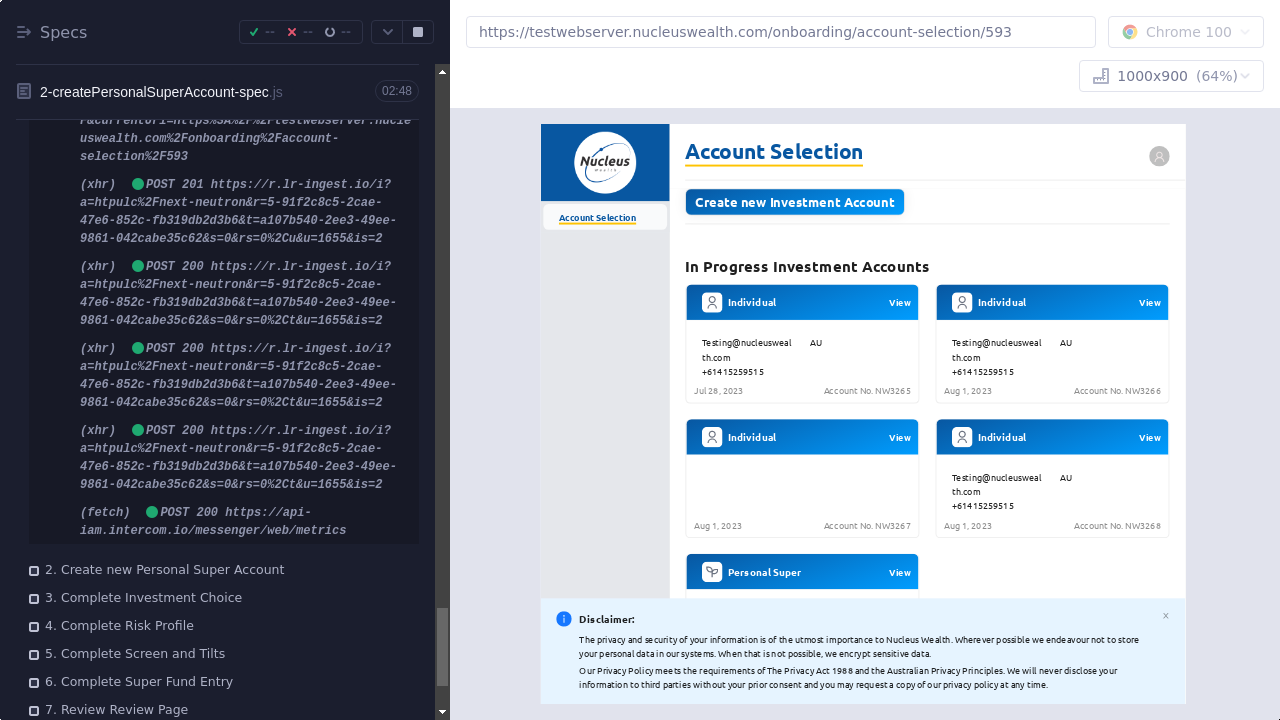 Specs
--
--
--
2-createPersonalSuperAccount-spec.js
02:48
r&currentUrl=https%3A%2F%2Ftestwebserver.nucle
uswealth.com%2Fonboarding%2Faccount-
selection%2F593
(xhr) POST 201 https://r.lr-ingest.io/i?
a=htpulc%2Fnext-neutron&r=5-91f2c8c5-2cae-
47e6-852c-fb319db2d3b6&t=a107b540-2ee3-49ee-
9861-042cabe35c62&s=0&rs=0%2Cu&u=1655&is=2
(xhr) POST 200 https://r.lr-ingest.io/i?
a=htpulc%2Fnext-neutron&r=5-91f2c8c5-2cae-
47e6-852c-fb319db2d3b6&t=a107b540-2ee3-49ee-
9861-042cabe35c62&s=0&rs=0%2Ct&u=1655&is=2
(xhr) POST 200 https://r.lr-ingest.io/i?
a=htpulc%2Fnext-neutron&r=5-91f2c8c5-2cae-
47e6-852c-fb319db2d3b6&t=a107b540-2ee3-49ee-
9861-042cabe35c62&s=0&rs=0%2Ct&u=1655&is=2
(xhr) POST 200 https://r.lr-ingest.io/i?
a=htpulc%2Fnext-neutron&r=5-91f2c8c5-2cae-
47e6-852c-fb319db2d3b6&t=a107b540-2ee3-49ee-
9861-042cabe35c62&s=0&rs=0%2Ct&u=1655&is=2
(fetch) POST 200 https://api-
iam.intercom.io/messenger/web/metrics
2. Create new Personal Super Account
3. Complete Investment Choice
4. Complete Risk Profile
5. Complete Screen and Tilts
6. Complete Super Fund Entry
7. Review Review Page
https://testwebserver.nucleuswealth.com/onboarding/account-selection/593
Chrome 100
1000x900 (64%)
Nucleus
Wealth
Account Selection
Account Selection
Create new Investment Account
In Progress Investment Accounts
Individual View
Testing@nucleusweal AU
th.com
+61415259515
Jul 28, 2023 Account No. NW3265
Individual View
Testing@nucleusweal AU
th.com
+61415259515
Aug 1, 2023 Account No. NW3266
Individual View
Aug 1, 2023 Account No. NW3267
Individual View
Testing@nucleusweal AU
th.com
+61415259515
Aug 1, 2023 Account No. NW3268
Personal Super View
Disclaimer:
The privacy and security of your information is of the utmost importance to Nucleus Wealth. Wherever possible we endeavour not to store
your personal data in our systems. When that is not possible, we encrypt sensitive data.
Our Privacy Policy meets the requirements of The Privacy Act 1988 and the Australian Privacy Principles. We will never disclose your
information to third parties without your prior consent and you may request a copy of our privacy policy at any time.